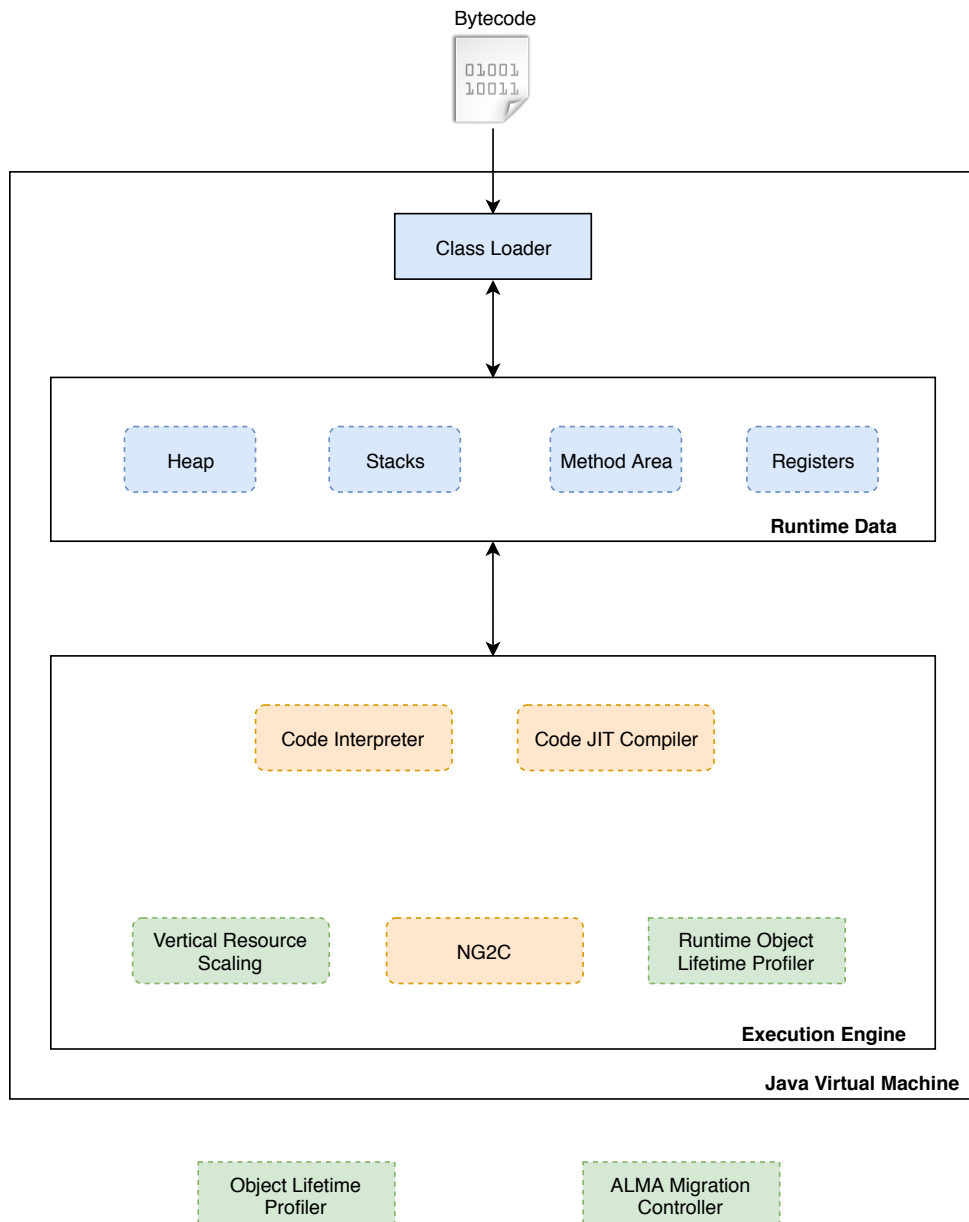 Bytecode
01001
10011
Class Loader
Heap
Stacks
Method Area
Registers
Runtime Data
Code Interpreter
Code JIT Compiler
Vertical Resource
Scaling
NG2C
Runtime Object
Lifetime Profiler
Execution Engine
Java Virtual Machine
Object Lifetime
Profiler
ALMA Migration
Controller